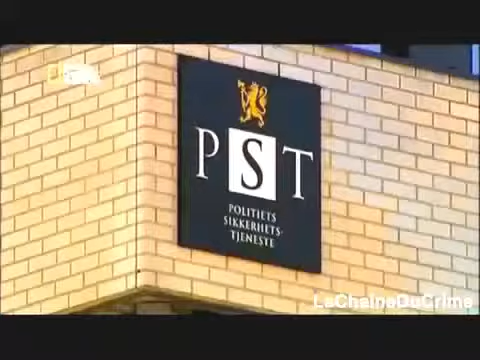 PST
POLITIETS
SIKKERHETS-
TJENESTE
LaChaineDuCrime